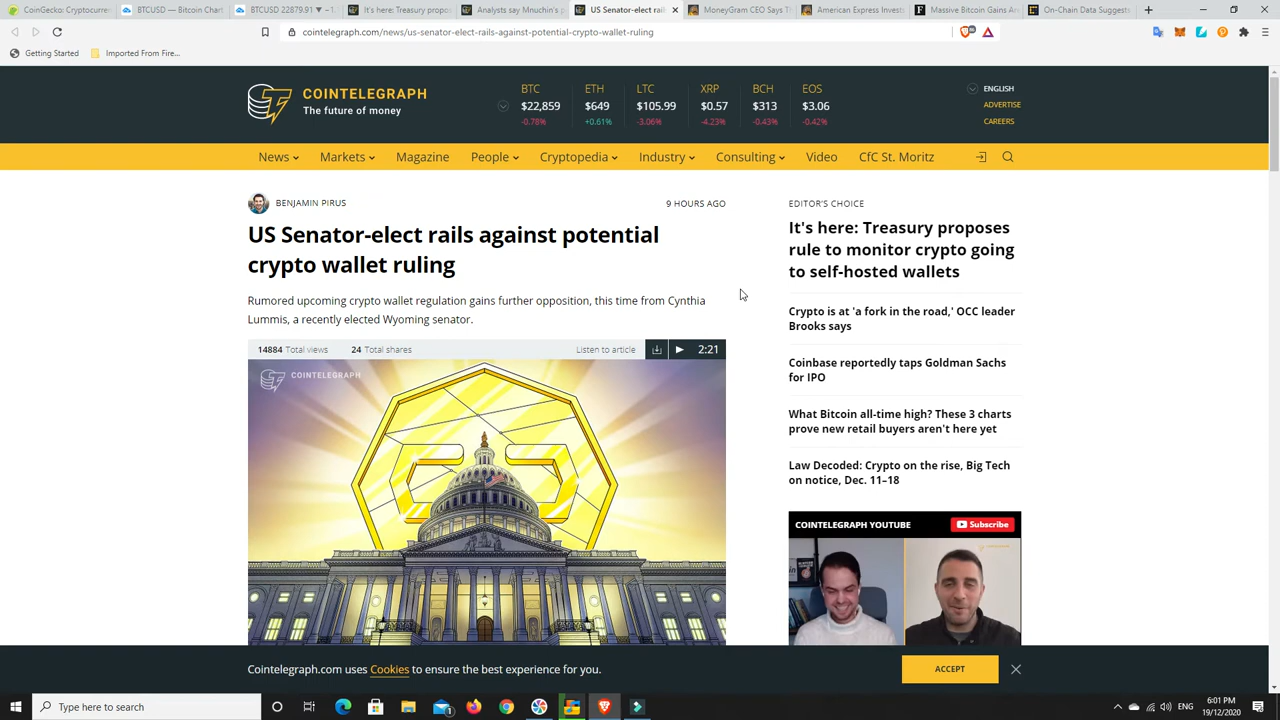 CoinGecko: Cryptocurren
BTCUSD — Bitcoin Chart
BTCUSD 22879.91 ▼ −1.
It's here: Treasury propos
Analysts say Mnuchin's p
US Senator-elect rails
MoneyGram CEO Says Th
American Express Invest
Massive Bitcoin Gains Ar
On-Chain Data Suggests
cointelegraph.com/news/us-senator-elect-rails-against-potential-crypto-wallet-ruling
Getting Started
Imported From Fire...
COINTELEGRAPH
The future of money
BTC
ETH
LTC
XRP
BCH
EOS
$22,859
$649
$105.99
$0.57
$313
$3.06
-0.78%
+0.61%
-3.06%
-4.23%
-0.43%
-0.42%
ENGLISH
ADVERTISE
CAREERS
News
Markets
Magazine
People
Cryptopedia
Industry
Consulting
Video
CfC St. Moritz
BENJAMIN PIRUS
9 HOURS AGO
US Senator-elect rails against potential
crypto wallet ruling
Rumored upcoming crypto wallet regulation gains further opposition, this time from Cynthia
Lummis, a recently elected Wyoming senator.
14884 Total views
24 Total shares
Listen to article
2:21
COINTELEGRAPH
EDITOR'S CHOICE
It's here: Treasury proposes
rule to monitor crypto going
to self-hosted wallets
Crypto is at 'a fork in the road,' OCC leader
Brooks says
Coinbase reportedly taps Goldman Sachs
for IPO
What Bitcoin all-time high? These 3 charts
prove new retail buyers aren't here yet
Law Decoded: Crypto on the rise, Big Tech
on notice, Dec. 11–18
COINTELEGRAPH YOUTUBE
Subscribe
Cointelegraph.com uses Cookies to ensure the best experience for you.
ACCEPT
Type here to search
ENG
6:01 PM
19/12/2020